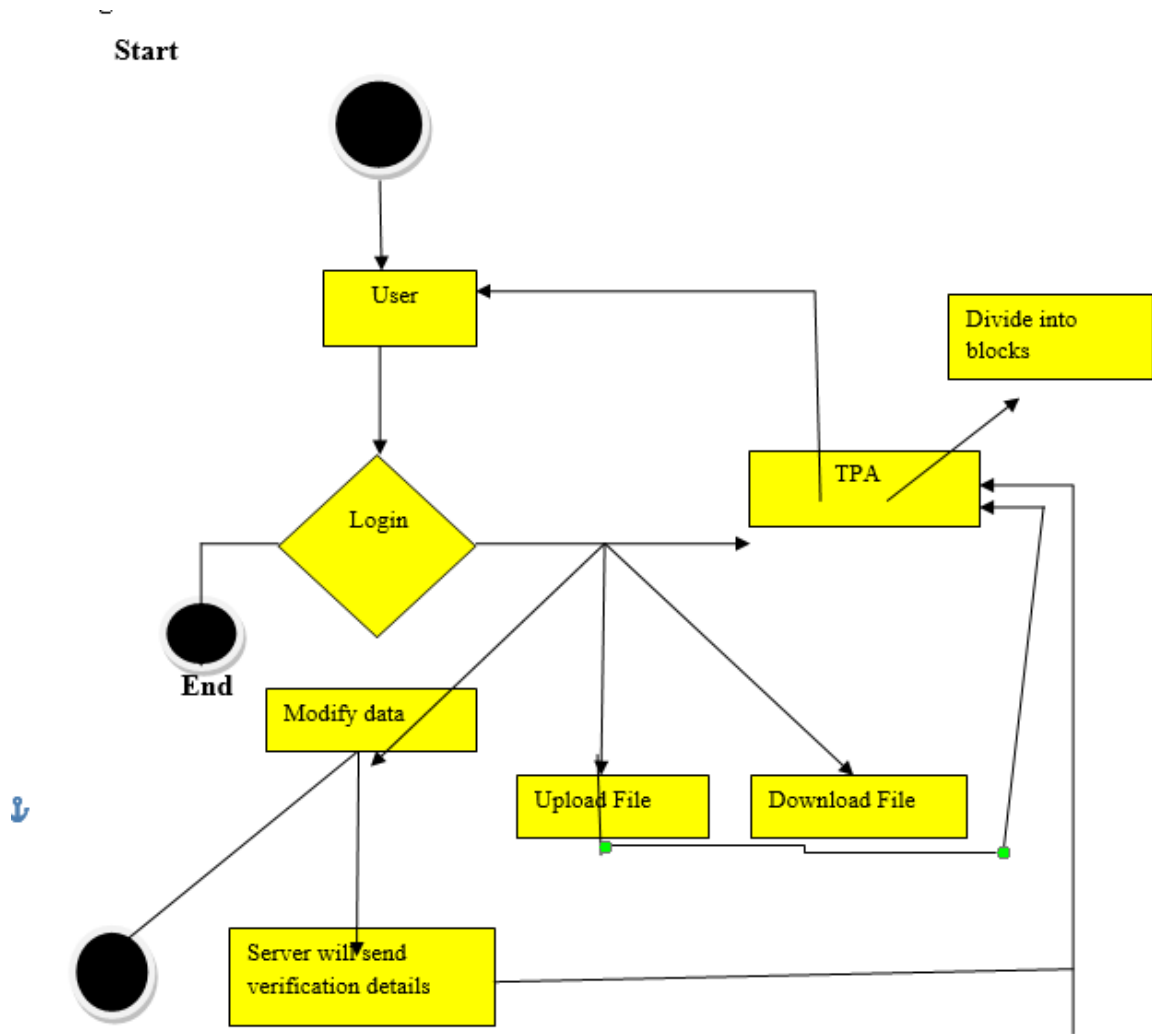 Start
User
Divide into
blocks
TPA
Login
End
Modify data
Upload File
Download File
Server will send
verification details